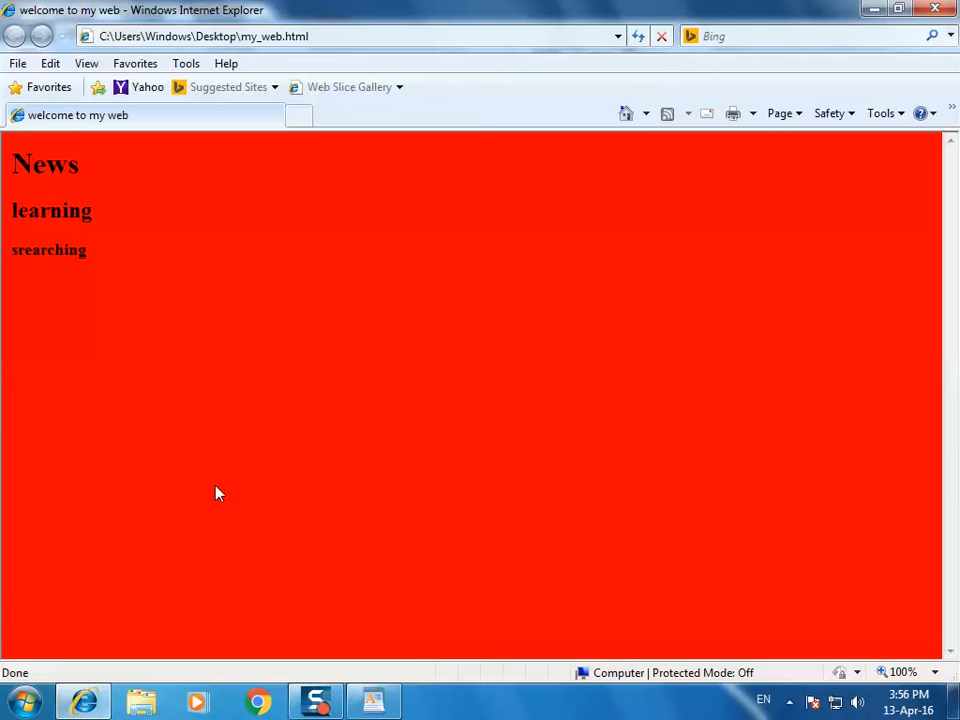 welcome to my web - Windows Internet Explorer
C:\Users\Windows\Desktop\my_web.html
Bing
File Edit View Favorites Tools Help
Favorites Yahoo Suggested Sites Web Slice Gallery
welcome to my web
Page Safety Tools
News
learning
srearching
Done
Computer | Protected Mode: Off
100%
EN
3:56 PM
13-Apr-16